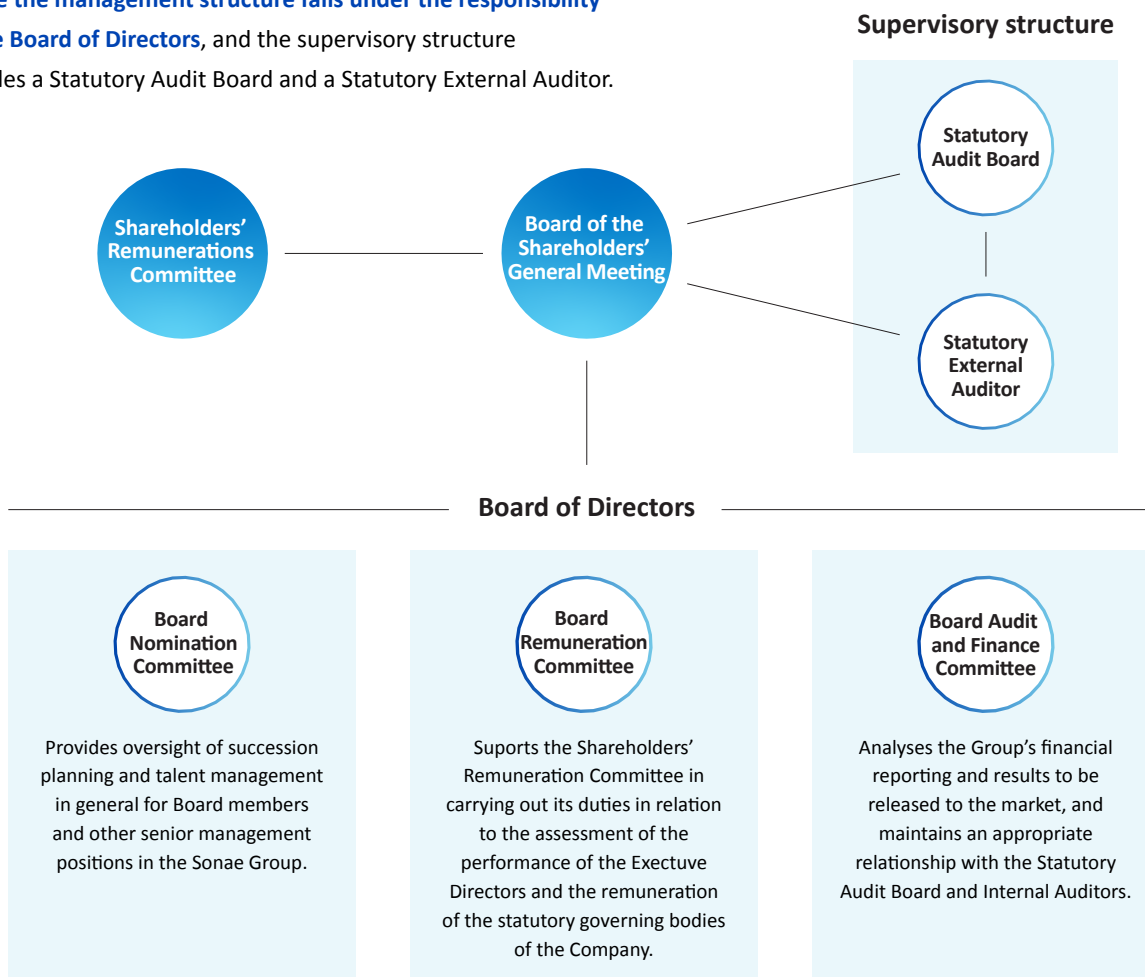 the management structure falls under the responsibility
Board of Directors, and the supervisory structure
a Statutory Audit Board and a Statutory External Auditor.
Supervisory structure
Statutory
Audit Board
Shareholders'
Remunerations
Committee
Board of the
Shareholders'
General Meeting
Statutory
External
Auditor
Board of Directors
Board
Nomination
Committee
Provides oversight of succession
planning and talent management
in general for Board members
and other senior management
positions in the Sonae Group.
Board
Remuneration
Committee
Suports the Shareholders'
Remuneration Committee in
carrying out its duties in relation
to the assessment of the
performance of the Exectuve
Directors and the remuneration
of the statutory governing bodies
of the Company.
Board Audit
and Finance
Committee
Analyses the Group's financial
reporting and results to be
released to the market, and
maintains an appropriate
relationship with the Statutory
Audit Board and Internal Auditors.